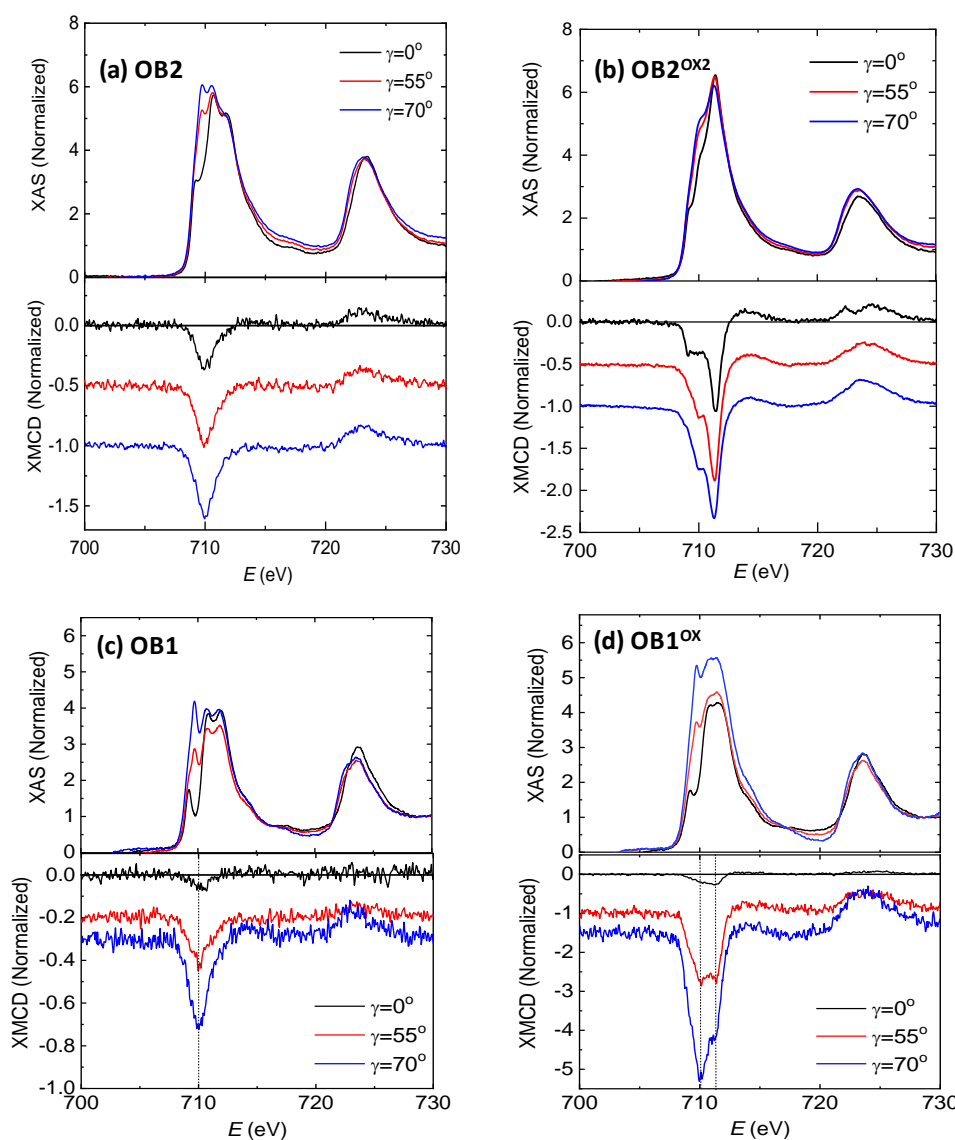 (a) OB2
γ=0°
γ=55°
γ=70°
XAS (Normalized)
8
6
4
2
0
XMCD (Normalized)
0.0
-0.5
-1.0
-1.5
700
710
720
730
E (eV)
(b) OB2^OX2
γ=0°
γ=55°
γ=70°
XAS (Normalized)
8
6
4
2
0
XMCD (Normalized)
0.0
-0.5
-1.0
-1.5
-2.0
-2.5
700
710
720
730
E (eV)
(c) OB1
XAS (Normalized)
6
5
4
3
2
1
0
XMCD (Normalized)
0.0
-0.2
-0.4
-0.6
-0.8
-1.0
γ=0°
γ=55°
γ=70°
700
710
720
730
E (eV)
(d) OB1^OX
XAS (Normalized)
6
5
4
3
2
1
0
XMCD (Normalized)
0
-1
-2
-3
-4
-5
γ=0°
γ=55°
γ=70°
700
710
720
730
E (eV)